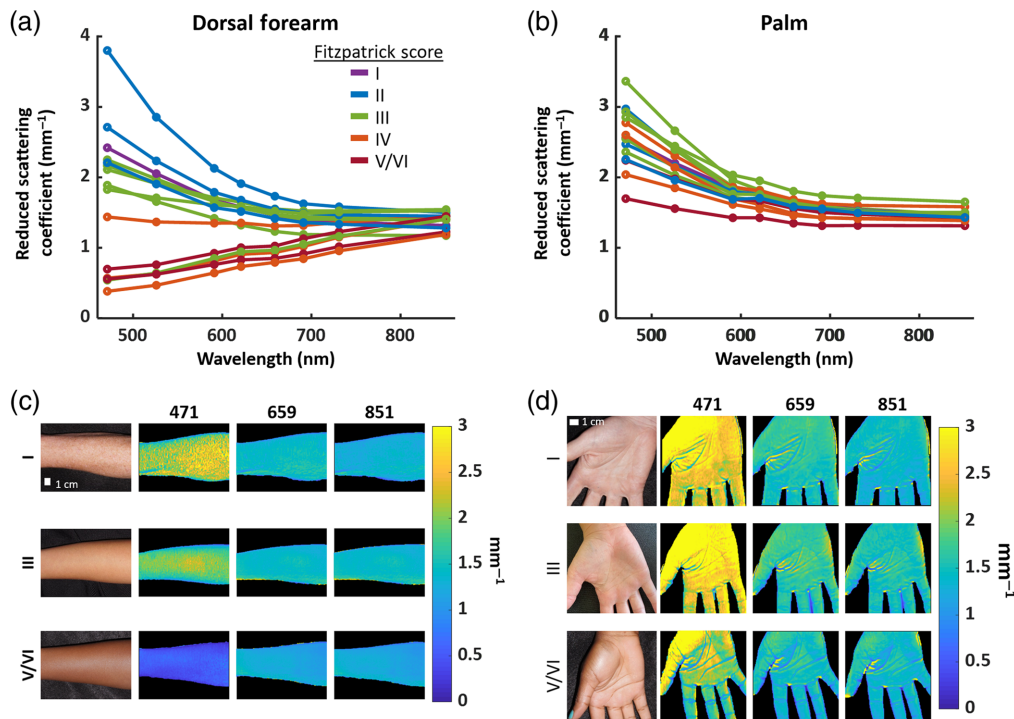 (a)
Dorsal forearm
Reduced scattering
coefficient (mm⁻¹)
4
3
2
1
0
500
600
700
800
Wavelength (nm)
Fitzpatrick score
I
II
III
IV
V/VI
(b)
Palm
Reduced scattering
coefficient (mm⁻¹)
4
3
2
1
0
500
600
700
800
Wavelength (nm)
(c)
471
659
851
I
1 cm
III
V/VI
3
2.5
2
1.5
1
0.5
0
mm⁻¹
(d)
471
659
851
I
1 cm
III
V/VI
3
2.5
2
1.5
1
0.5
0
mm⁻¹